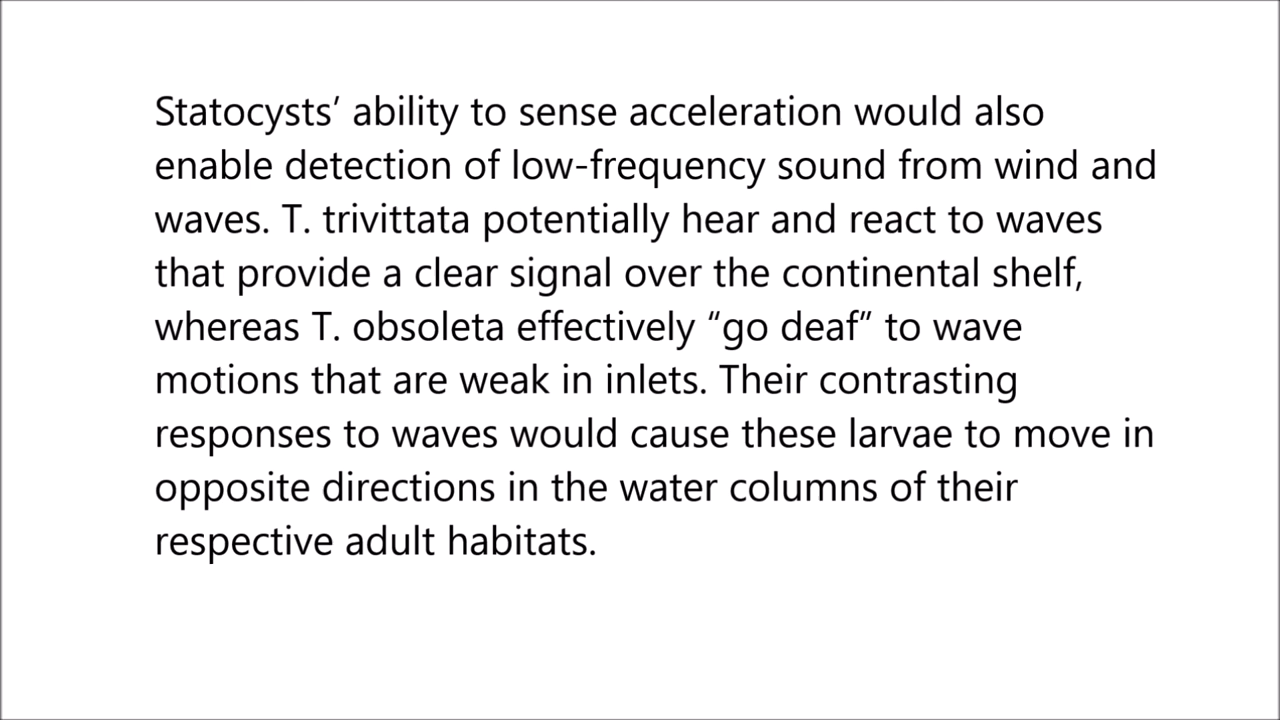 Statocysts’ ability to sense acceleration would also
enable detection of low-frequency sound from wind and
waves. T. trivittata potentially hear and react to waves
that provide a clear signal over the continental shelf,
whereas T. obsoleta effectively “go deaf” to wave
motions that are weak in inlets. Their contrasting
responses to waves would cause these larvae to move in
opposite directions in the water columns of their
respective adult habitats.